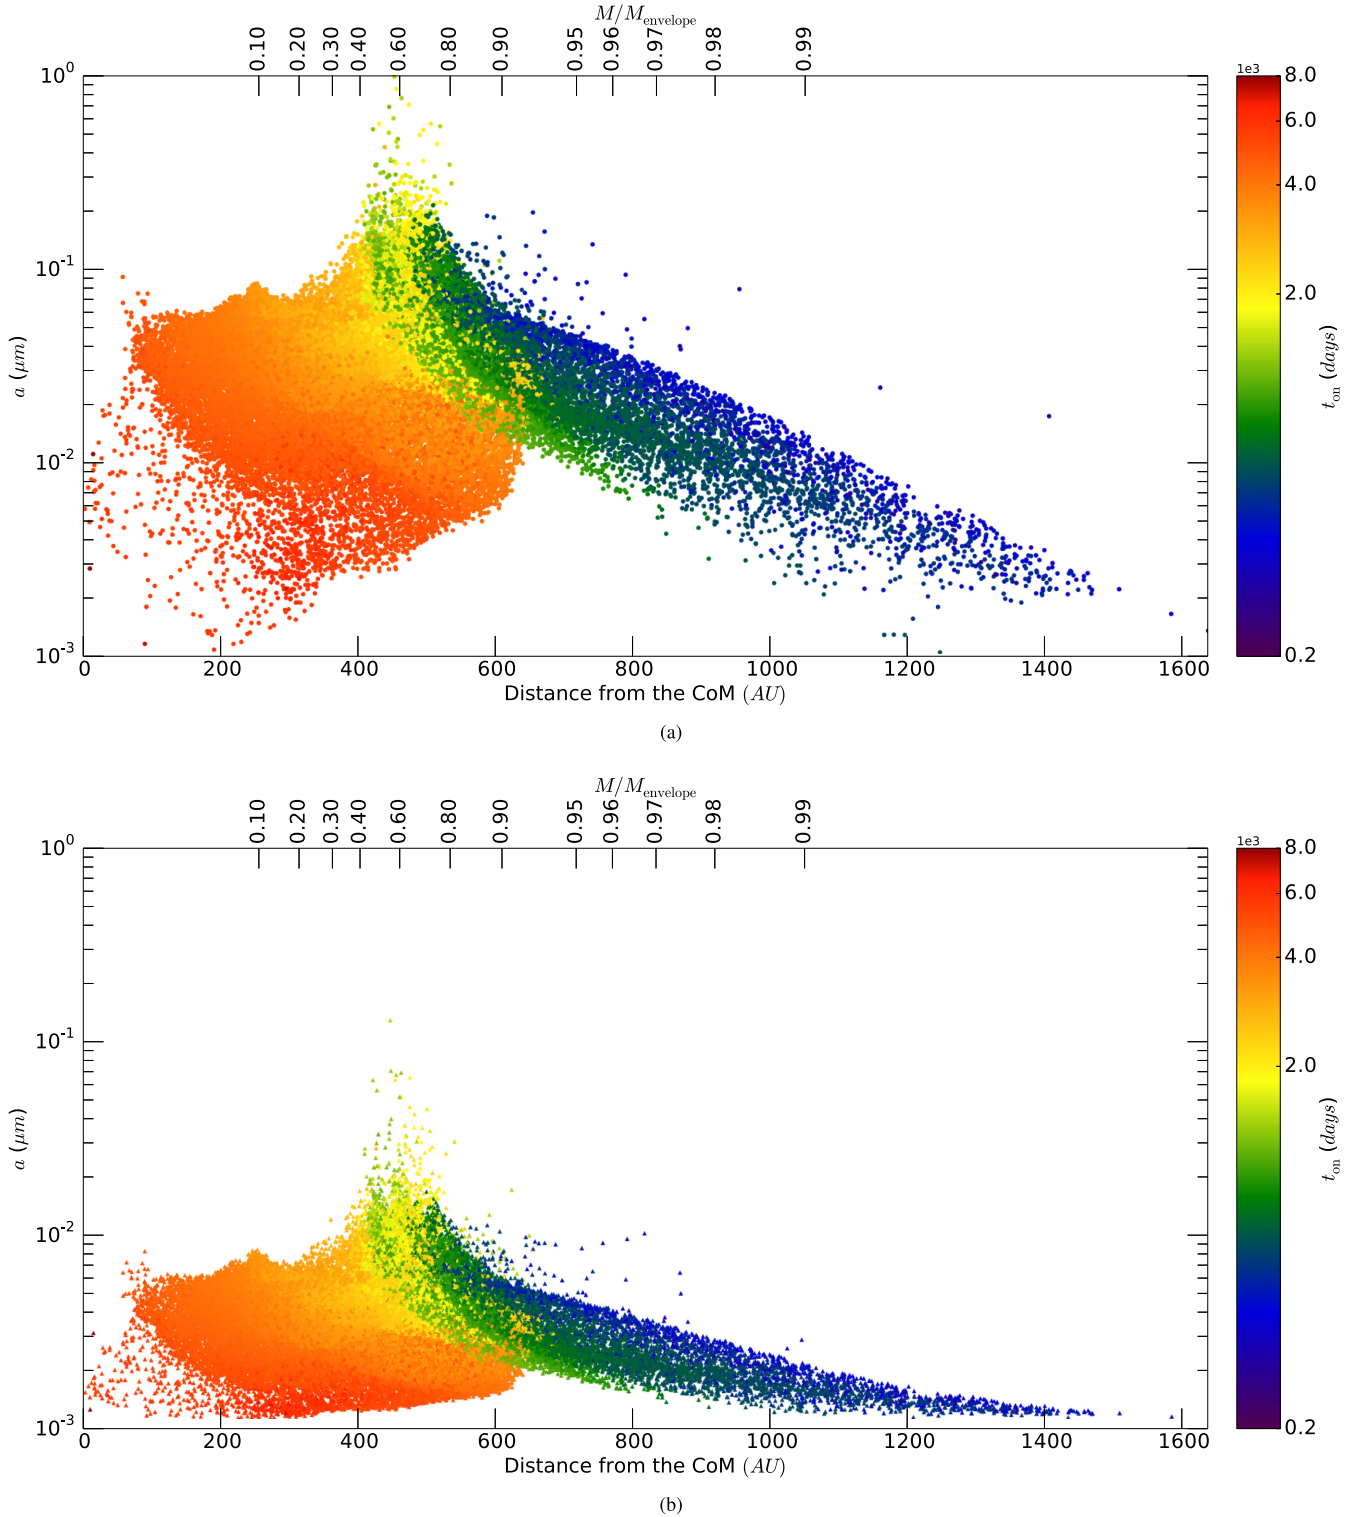 M/M_envelope
0.10 0.20 0.30 0.40 0.60 0.80 0.90 0.95 0.96 0.97 0.98 0.99
10^0
10^-1
10^-2
10^-3
a (μm)
0 200 400 600 800 1000 1200 1400 1600
Distance from the CoM (AU)
1e3
8.0
6.0
4.0
2.0
0.2
t_on (days)
(a)
M/M_envelope
0.10 0.20 0.30 0.40 0.60 0.80 0.90 0.95 0.96 0.97 0.98 0.99
10^0
10^-1
10^-2
10^-3
a (μm)
0 200 400 600 800 1000 1200 1400 1600
Distance from the CoM (AU)
1e3
8.0
6.0
4.0
2.0
0.2
t_on (days)
(b)